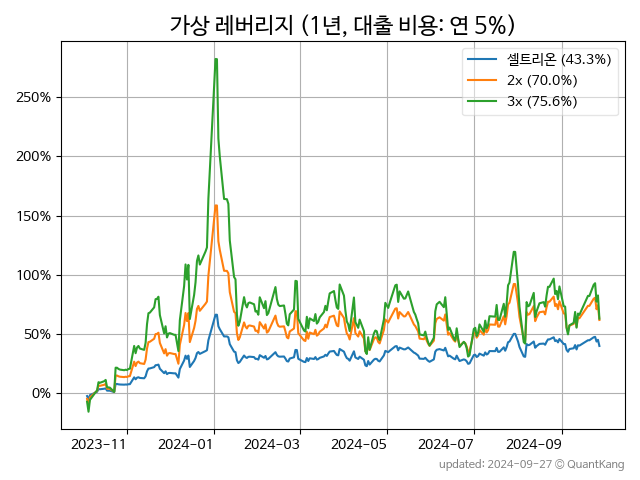 가상 레버리지 (1년, 대출 비용: 연 5%)
셀트리온 (43.3%)
2x (70.0%)
3x (75.6%)
250%
200%
150%
100%
50%
0%
2023-11 2024-01 2024-03 2024-05 2024-07 2024-09
updated: 2024-09-27 © QuantKang